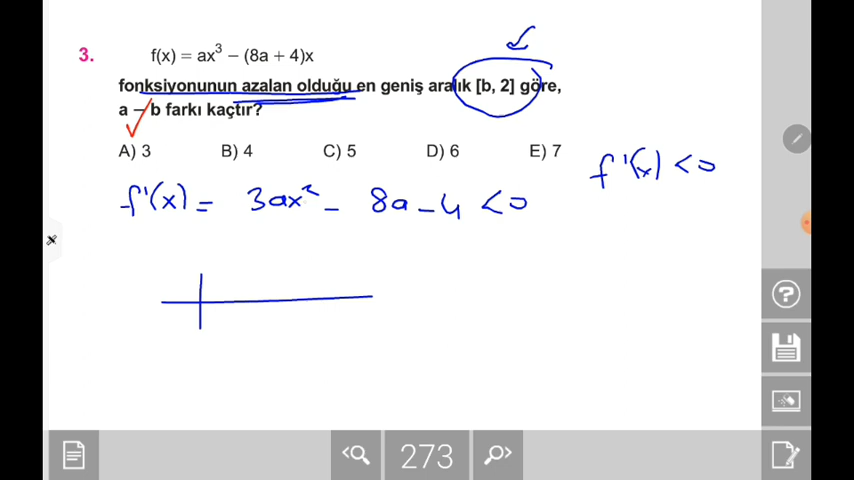 3. f(x) = ax³ − (8a + 4)x
fonksiyonunun azalan olduğu en geniş aralık [b, 2] göre,
a − b farkı kaçtır?
A) 3 B) 4 C) 5 D) 6 E) 7
f'(x) < 0
f'(x) = 3ax² − 8a − 4 < 0
273